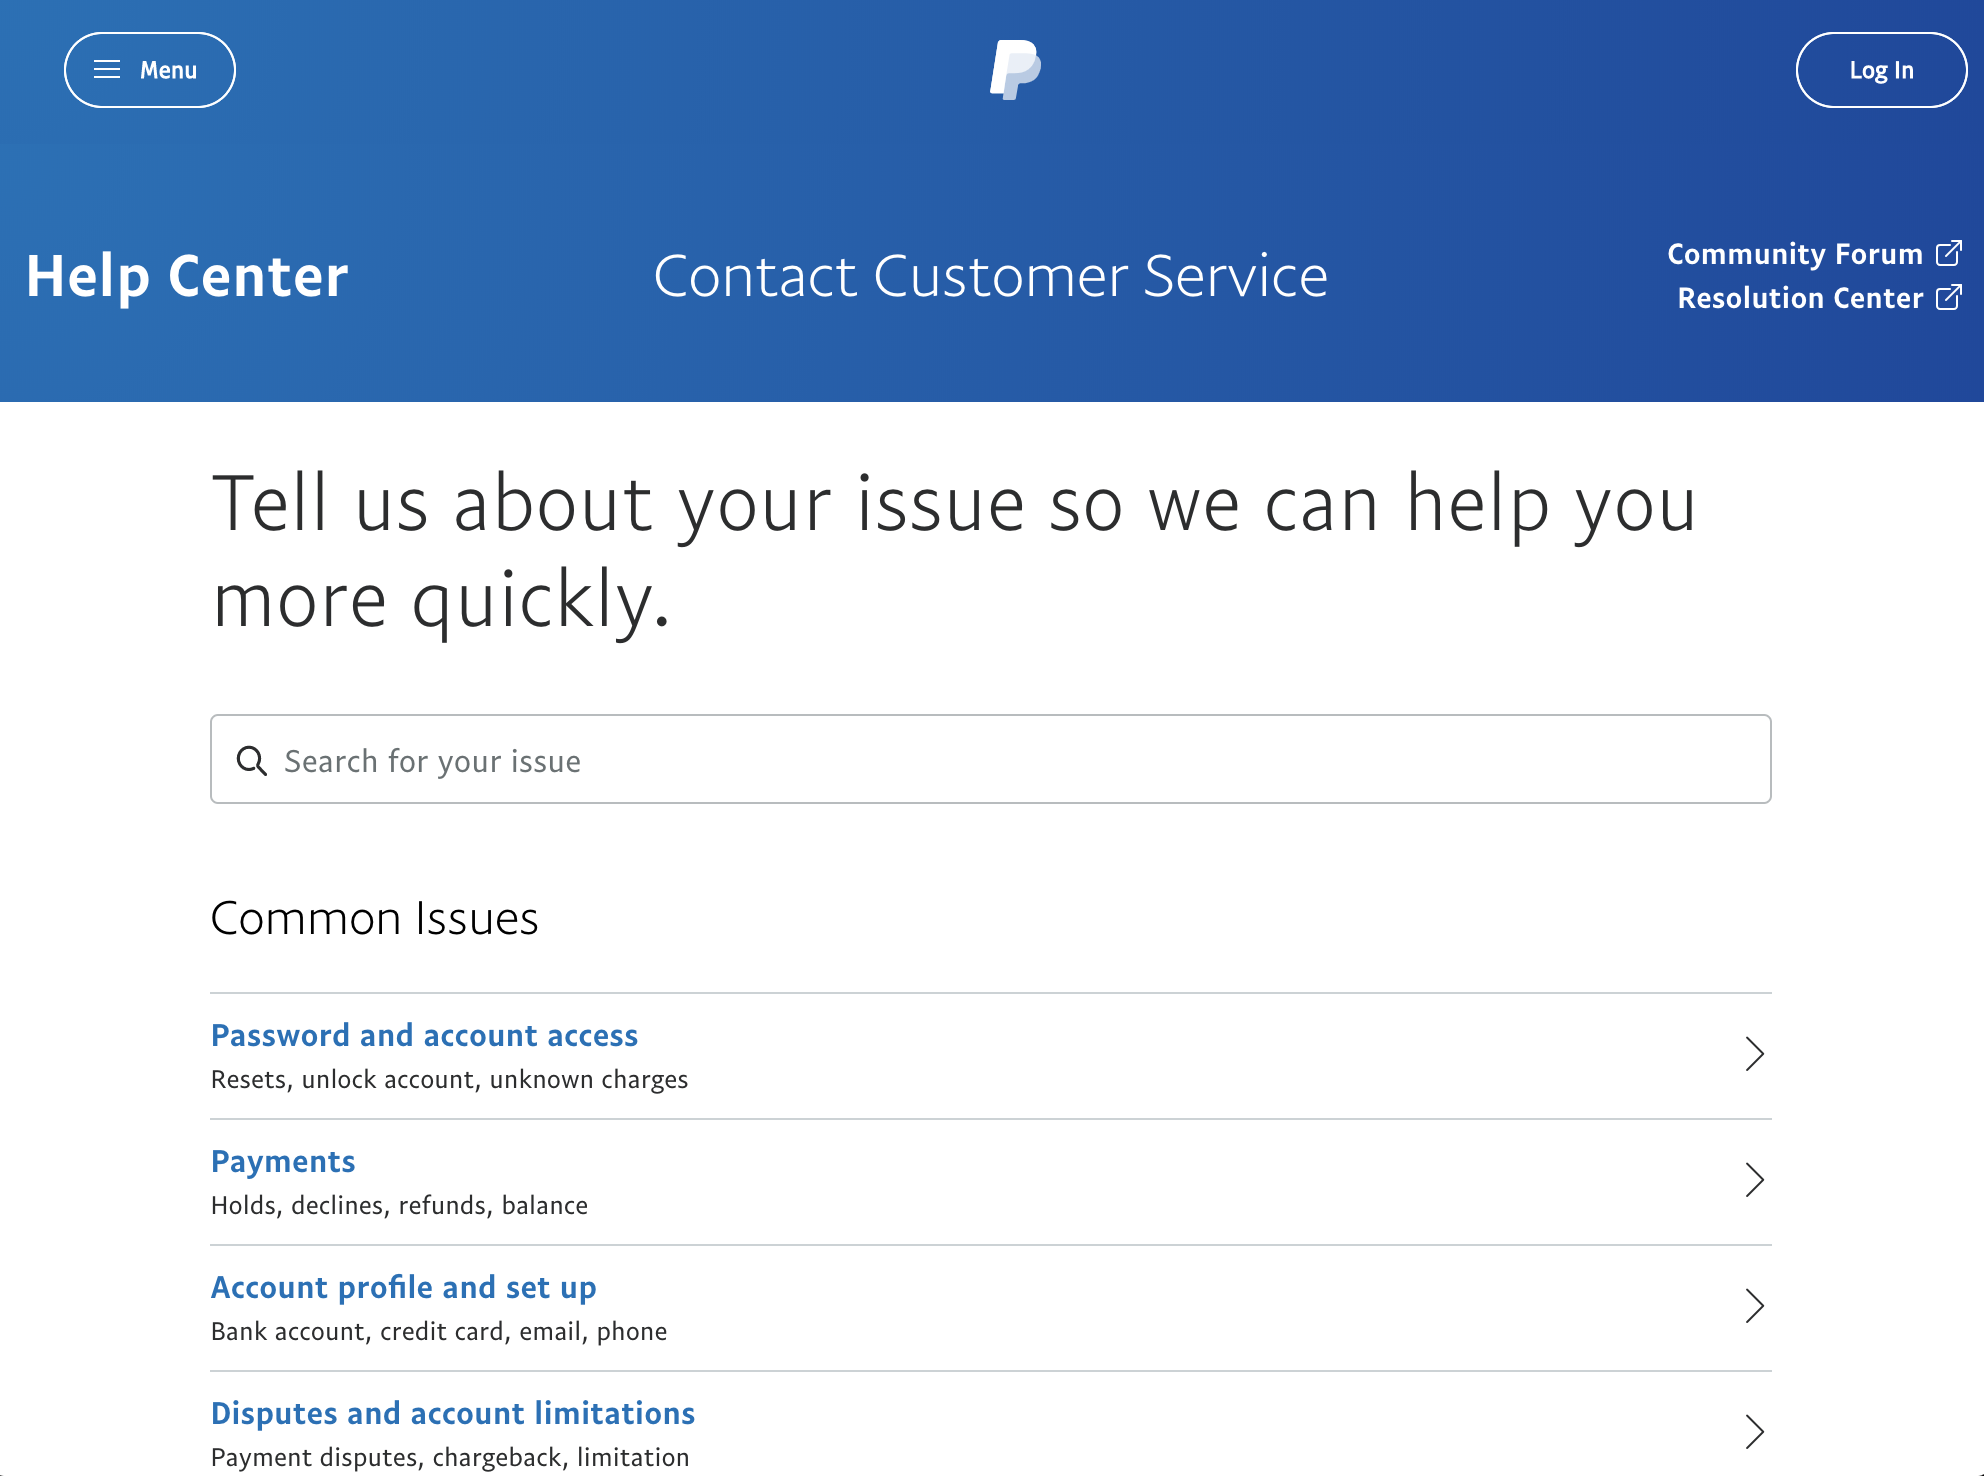 Menu
Log In
Help Center
Contact Customer Service
Community Forum
Resolution Center
Tell us about your issue so we can help you
more quickly.
Search for your issue
Common Issues
Password and account access
Resets, unlock account, unknown charges
Payments
Holds, declines, refunds, balance
Account profile and set up
Bank account, credit card, email, phone
Disputes and account limitations
Payment disputes, chargeback, limitation